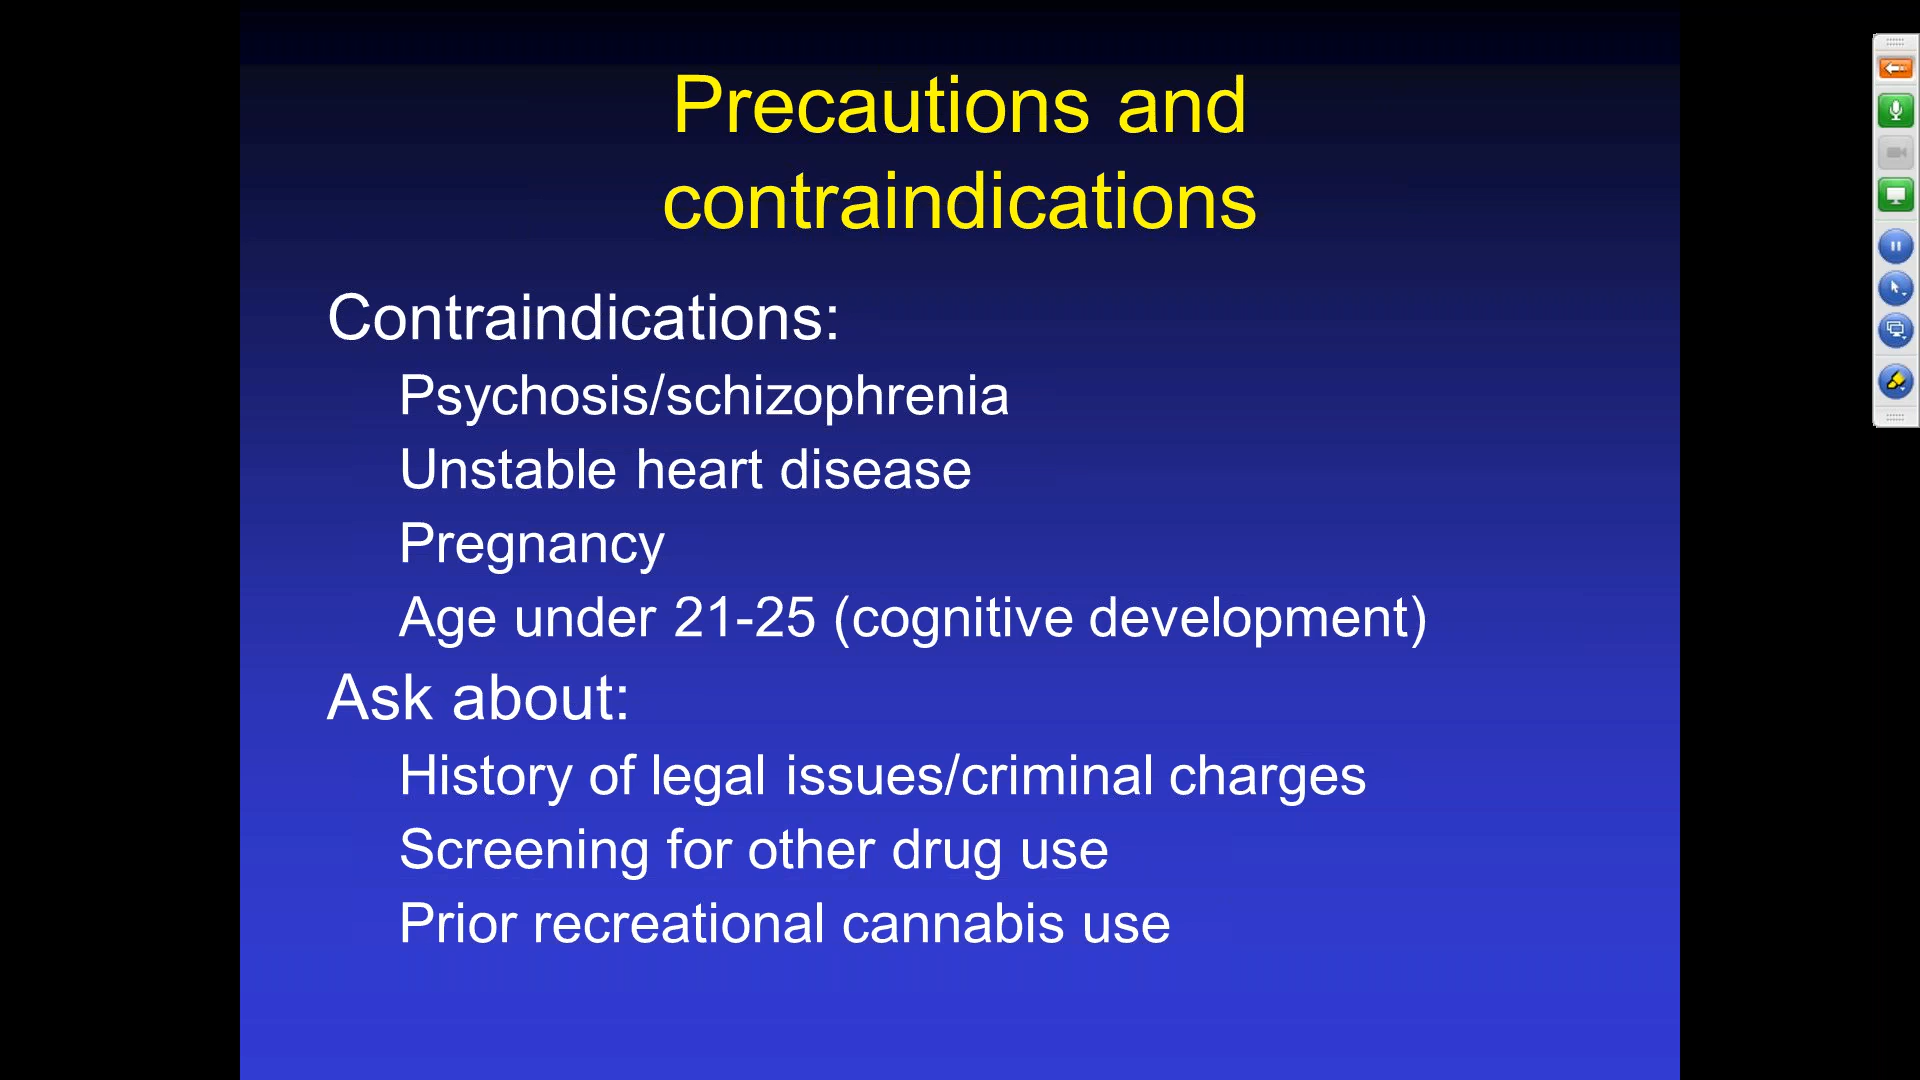 Precautions and
contraindications
Contraindications:
Psychosis/schizophrenia
Unstable heart disease
Pregnancy
Age under 21-25 (cognitive development)
Ask about:
History of legal issues/criminal charges
Screening for other drug use
Prior recreational cannabis use